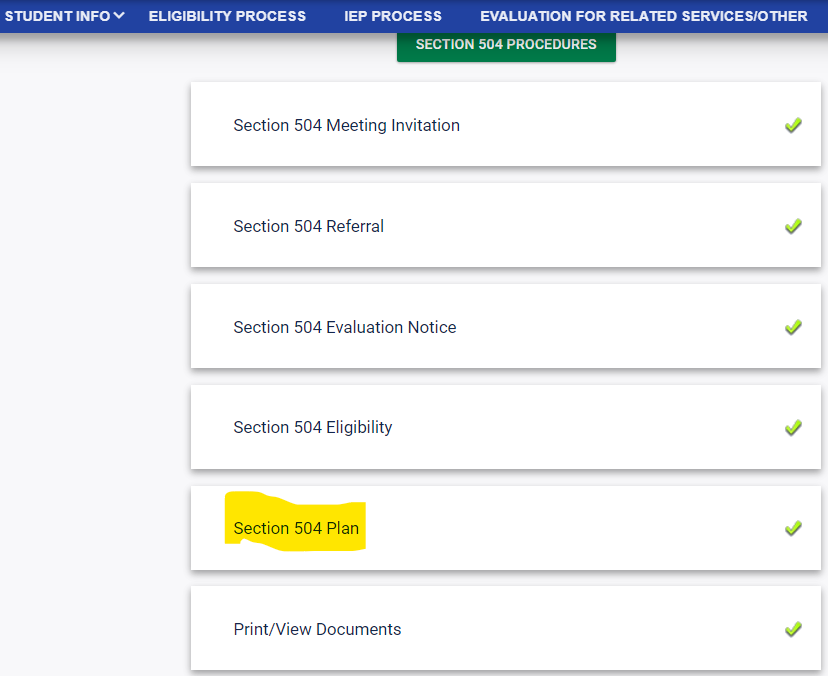 STUDENT INFO ELIGIBILITY PROCESS IEP PROCESS EVALUATION FOR RELATED SERVICES/OTHER
SECTION 504 PROCEDURES
Section 504 Meeting Invitation
Section 504 Referral
Section 504 Evaluation Notice
Section 504 Eligibility
Section 504 Plan
Print/View Documents